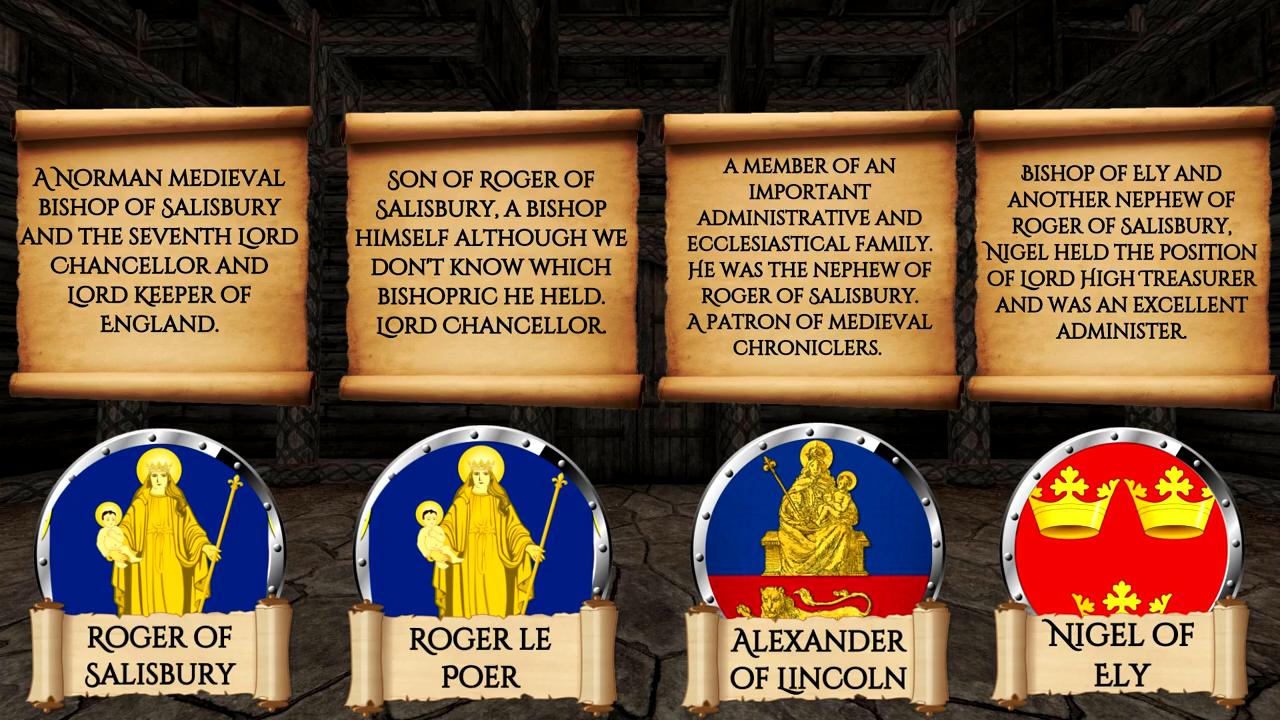 A Norman medieval
bishop of Salisbury
and the seventh Lord
Chancellor and
Lord Keeper of
England.
Son of Roger of
Salisbury, a bishop
himself although we
don't know which
bishopric he held.
Lord Chancellor.
a member of an
important
administrative and
ecclesiastical family.
He was the nephew of
Roger of Salisbury.
A patron of medieval
chroniclers.
Bishop of Ely and
another nephew of
Roger of Salisbury,
Nigel held the position
of Lord High Treasurer
and was an excellent
administer.
Roger of
Salisbury
Roger le
Poer
Alexander
of Lincoln
Nigel of
Ely